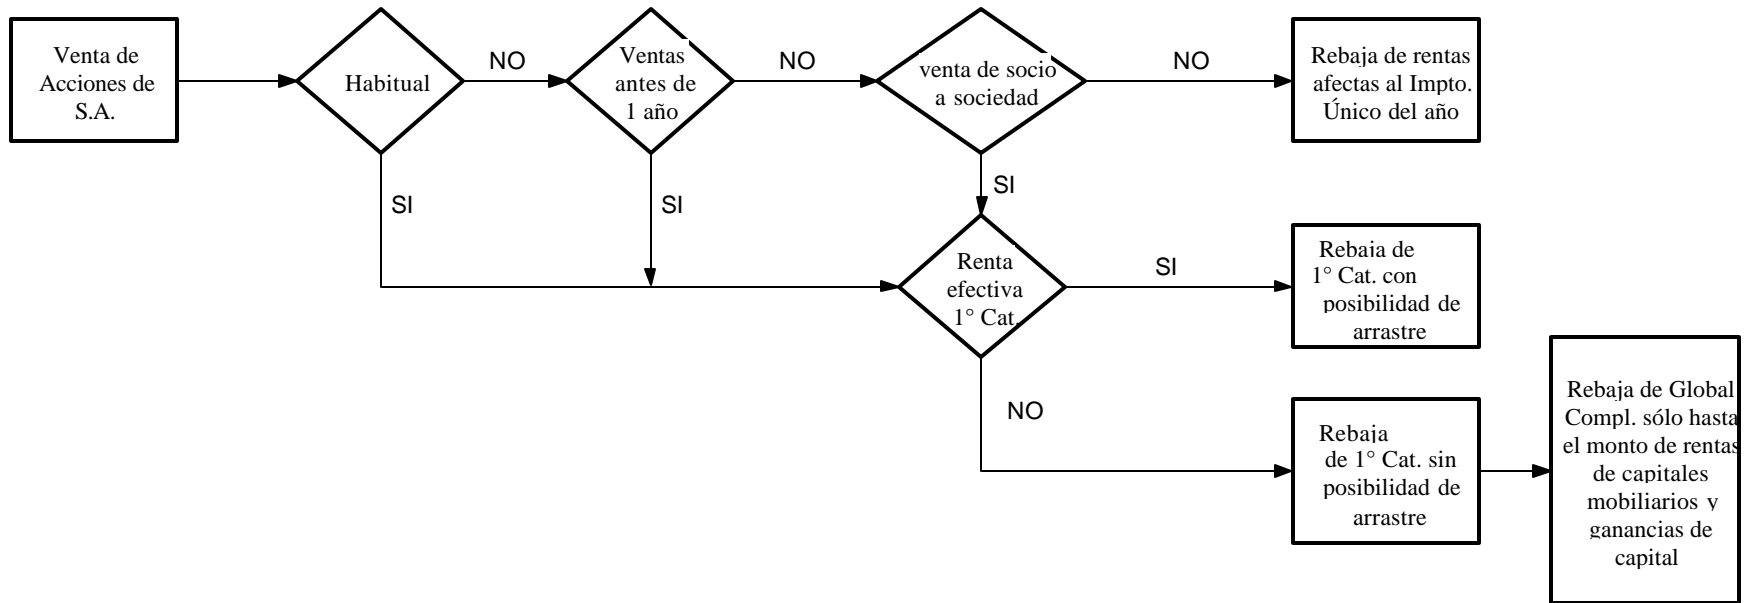 Venta de
Acciones de
S.A.
Habitual
NO
Ventas
antes de
1 año
NO
venta de socio
a sociedad
NO
Rebaja de rentas
afectas al Impto.
Único del año
SI
SI
SI
Renta
efectiva
1° Cat.
SI
Rebaja de
1° Cat. con
posibilidad de
arrastre
NO
Rebaja
de 1° Cat. sin
posibilidad de
arrastre
Rebaja de Global
Compl. sólo hasta
el monto de rentas
de capitales
mobiliarios y
ganancias de
capital